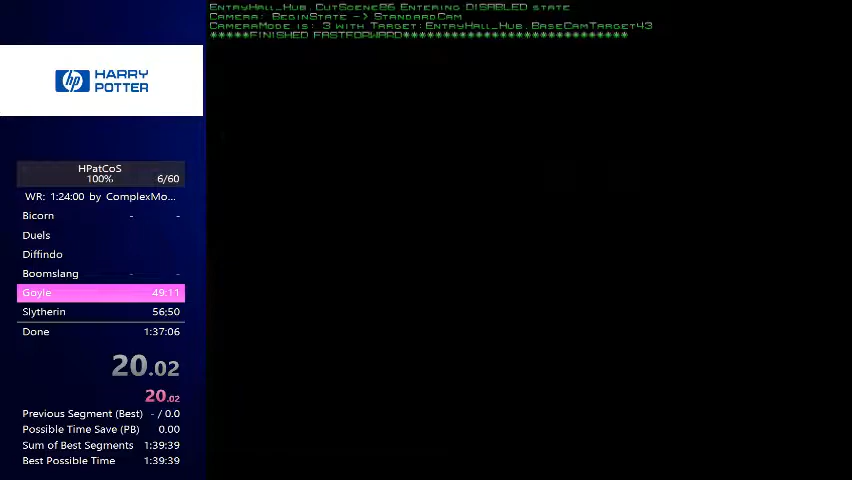 EntryHall_Hub.CutScene86 Entering DISABLED state
Camera: BeginState -> StandardCam
CameraMode is: 3 with Target:EntryHall_Hub.BaseCamTarget43
*****FINISHED FASTFORWARD***************************
hp HARRY
POTTER
HPatCoS
100% 6/60
WR: 1:24:00 by ComplexMo...
Bicorn - -
Duels
Diffindo
Boomslang - -
Goyle 49:11
Slytherin 56:50
Done 1:37:06
20.02
20.02
Previous Segment (Best) - / 0.0
Possible Time Save (PB) 0.00
Sum of Best Segments 1:39:39
Best Possible Time 1:39:39